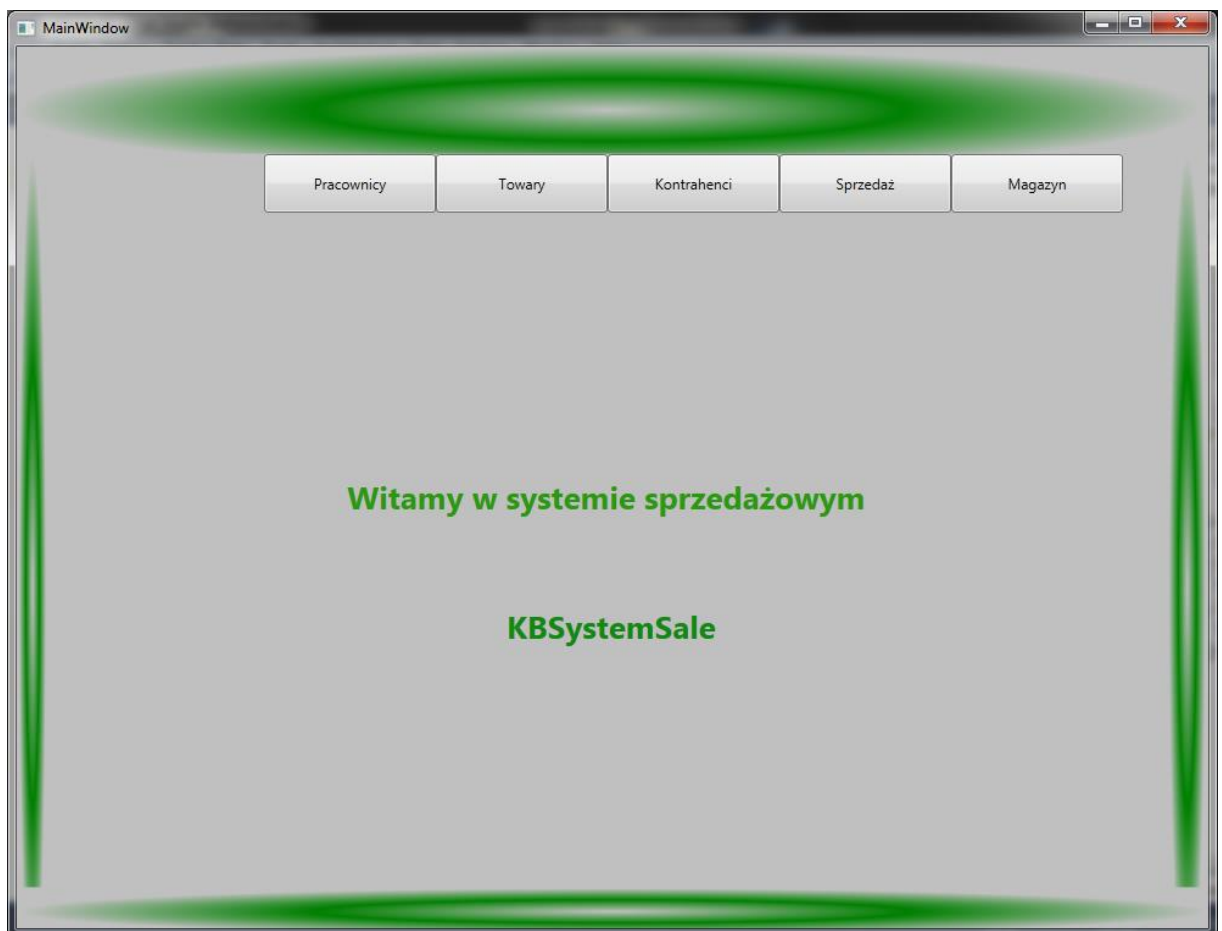 MainWindow
Pracownicy Towary Kontrahenci Sprzedaż Magazyn
Witamy w systemie sprzedażowym
KBSystemSale